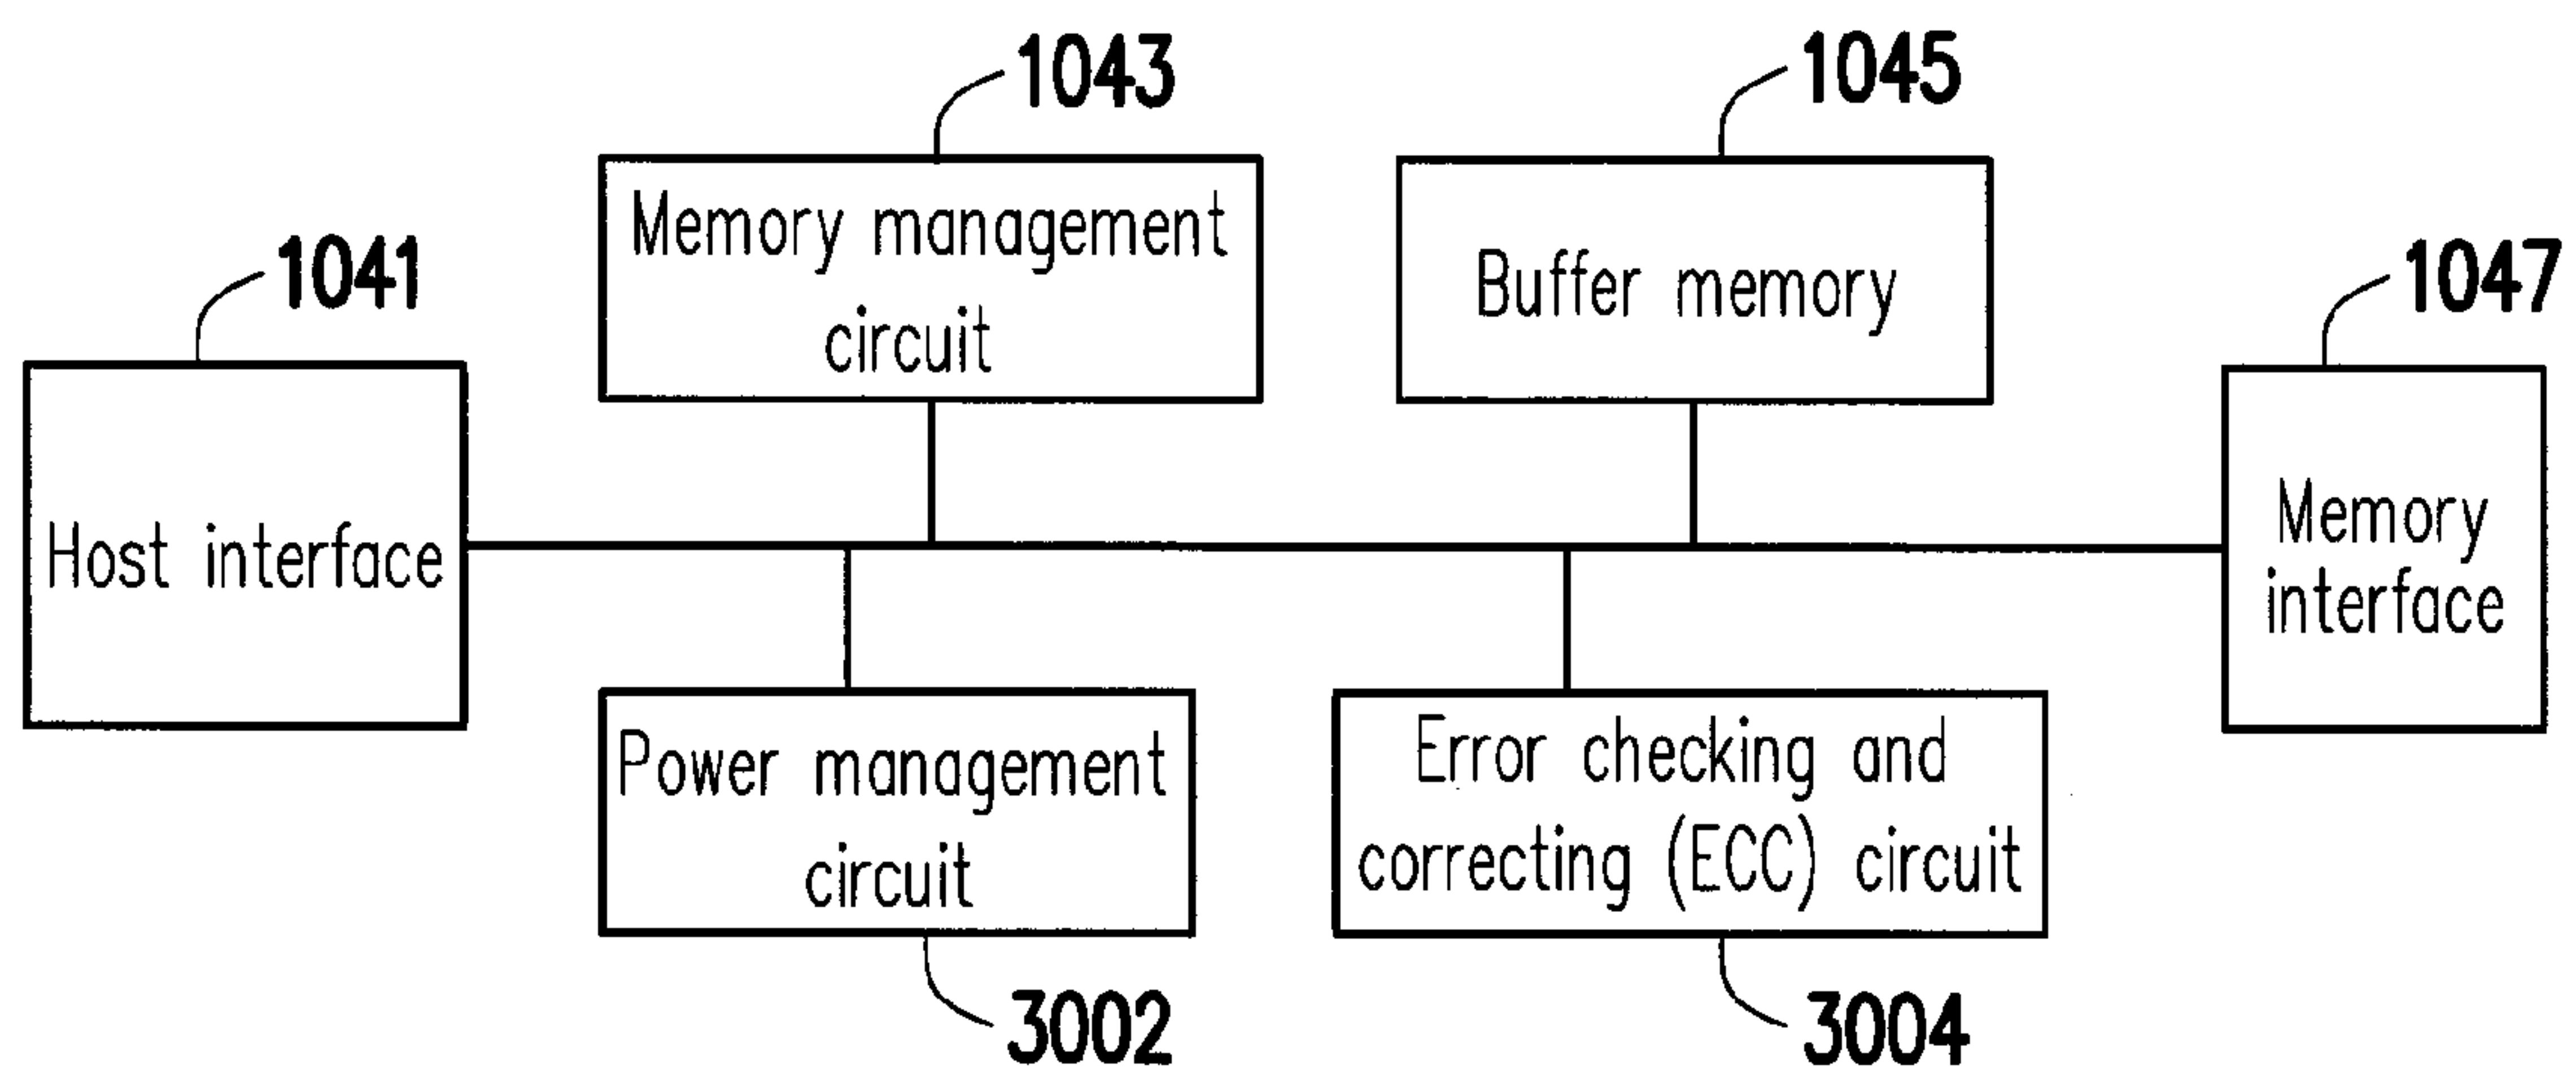 1043
1045
Memory management
circuit
Buffer memory
1041
1047
Host interface
Memory
interface
Power management
circuit
Error checking and
correcting (ECC) circuit
3002
3004